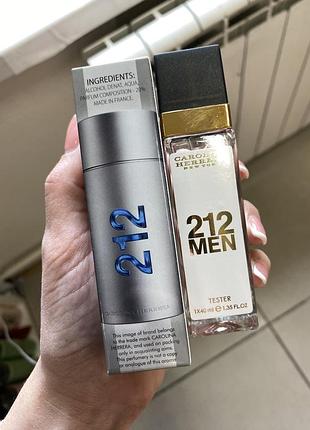 INGREDIENTS:
ALCOHOL DENAT, AQUA,
PARFUM COMPOSITION - 20%
MADE IN FRANCE.
212
This image of brand belongs
to the trade mark CAROLINA
HERRERA, and used on packing
only in acquainting aims.
This perfumery is not a copy
or analogue of this aroma
CAROLINA
HERRERA
NEW YORK
212
MEN
TESTER
1X40 ml ℮ 1.35 FL.OZ.